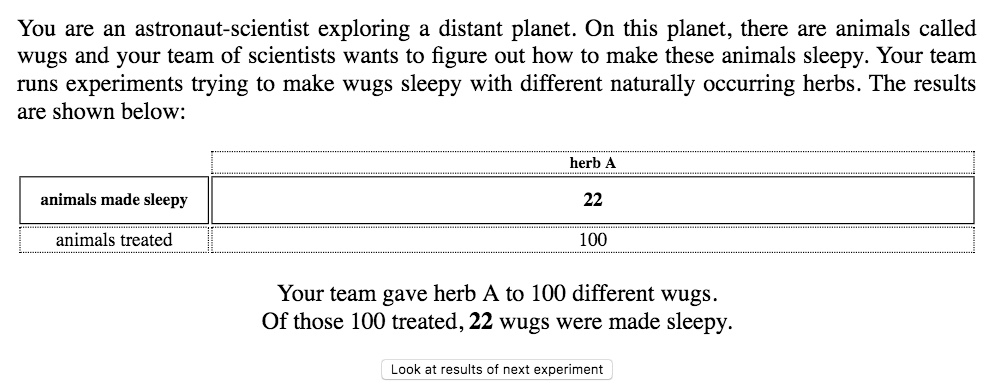 You are an astronaut-scientist exploring a distant planet. On this planet, there are animals called
wugs and your team of scientists wants to figure out how to make these animals sleepy. Your team
runs experiments trying to make wugs sleepy with different naturally occurring herbs. The results
are shown below:
herb A
animals made sleepy 22
animals treated 100
Your team gave herb A to 100 different wugs.
Of those 100 treated, 22 wugs were made sleepy.
Look at results of next experiment